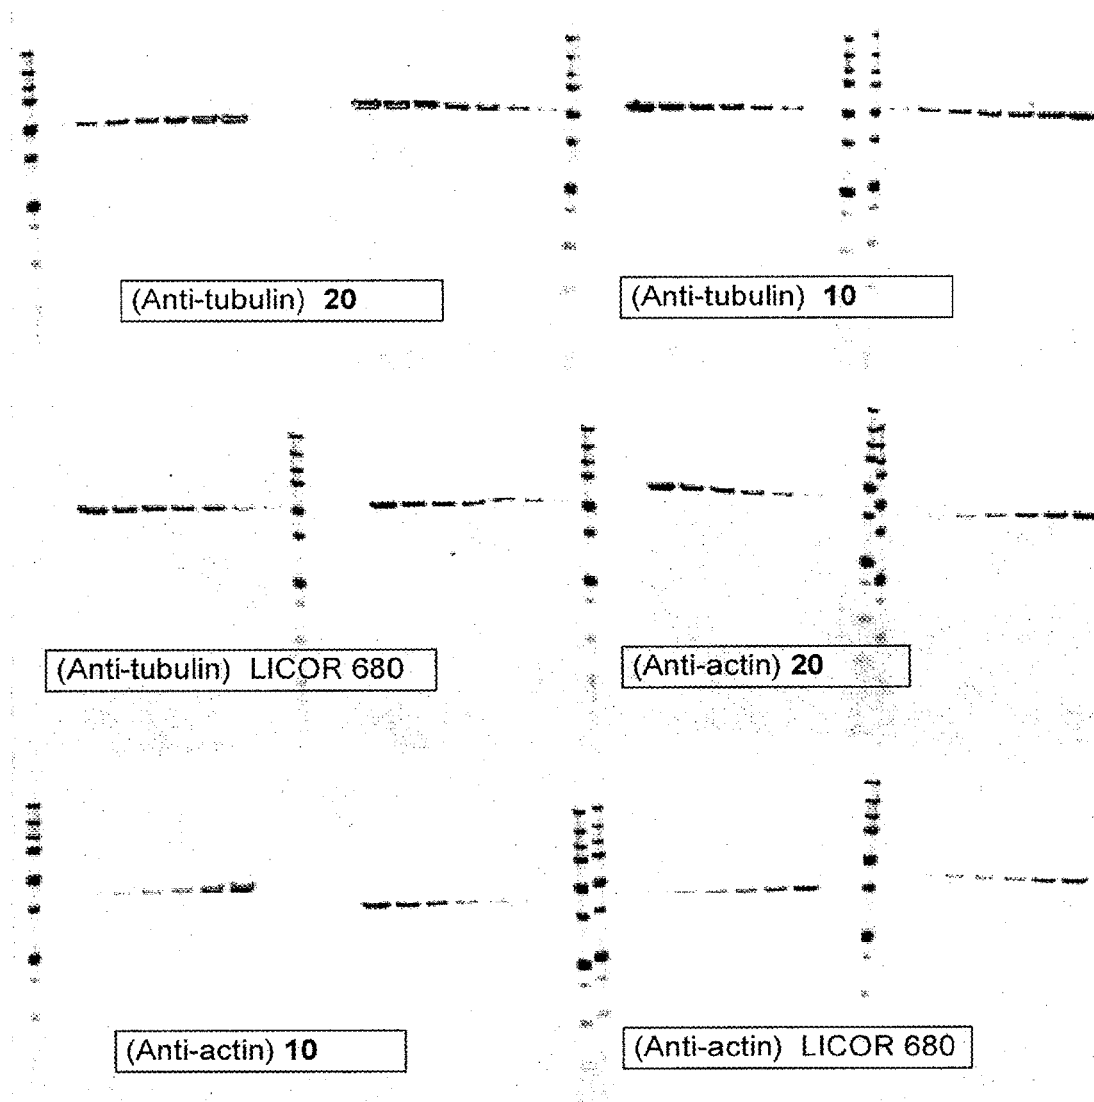 (Anti-tubulin) 20
(Anti-tubulin) 10
(Anti-tubulin) LICOR 680
(Anti-actin) 20
(Anti-actin) 10
(Anti-actin) LICOR 680